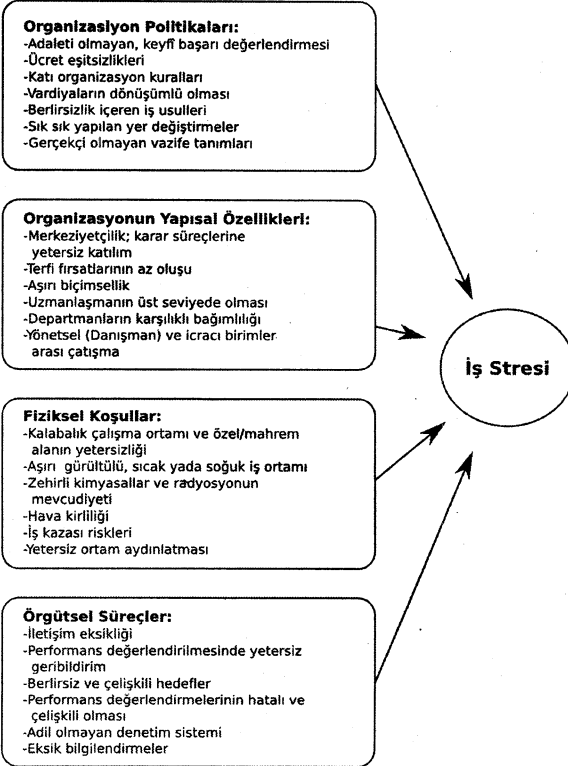 Organizasiyon Politikaları:
-Adaleti olmayan, keyfî başarı değerlendirmesi
-Ücret eşitsizlikleri
-Katı organizasyon kuralları
-Vardiyaların dönüşümlü olması
-Berlirsizlik içeren iş usulleri
-Sık sık yapılan yer değiştirmeler
-Gerçekçi olmayan vazife tanımları
Organizasyonun Yapısal Özellikleri:
-Merkeziyetçilik; karar süreçlerine
yetersiz katılım
-Terfi fırsatlarının az oluşu
-Aşırı biçimsellik
-Uzmanlaşmanın üst seviyede olması
-Departmanların karşılıklı bağımlılığı
-Yönetsel (Danışman) ve icracı birimler
arası çatışma
İş Stresi
Fiziksel Koşullar:
-Kalabalık çalışma ortamı ve özel/mahrem
alanın yetersizliği
-Aşırı gürültülü, sıcak yada soğuk iş ortamı
-Zehirli kimyasallar ve radyosyonun
mevcudiyeti
-Hava kirliliği
-İş kazası riskleri
-Yetersiz ortam aydınlatması
Örgütsel Süreçler:
-İletişim eksikliği
-Performans değerlendirilmesinde yetersiz
geribildirim
-Berlirsiz ve çelişkili hedefler
-Performans değerlendirmelerinin hatalı ve
çelişkili olması
-Adil olmayan denetim sistemi
-Eksik bilgilendirmeler